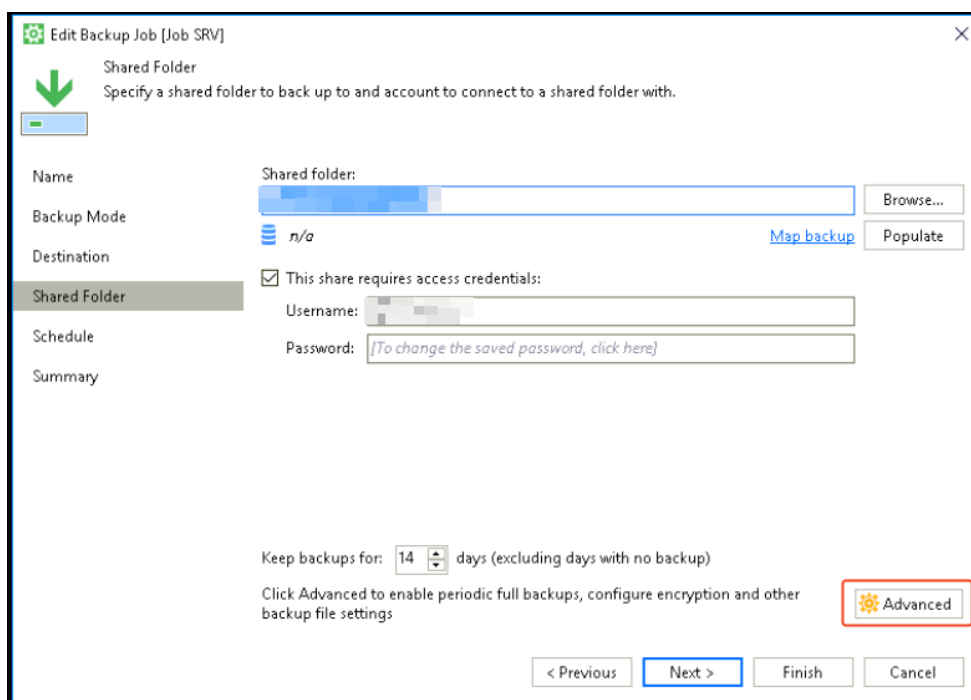 Edit Backup Job [Job SRV]
Shared Folder
Specify a shared folder to back up to and account to connect to a shared folder with.
Name
Backup Mode
Destination
Shared Folder
Schedule
Summary
Shared folder:
Browse...
n/a
Map backup
Populate
This share requires access credentials:
Username:
Password:
[To change the saved password, click here]
Keep backups for: 14 days (excluding days with no backup)
Click Advanced to enable periodic full backups, configure encryption and other
backup file settings
Advanced
< Previous
Next >
Finish
Cancel